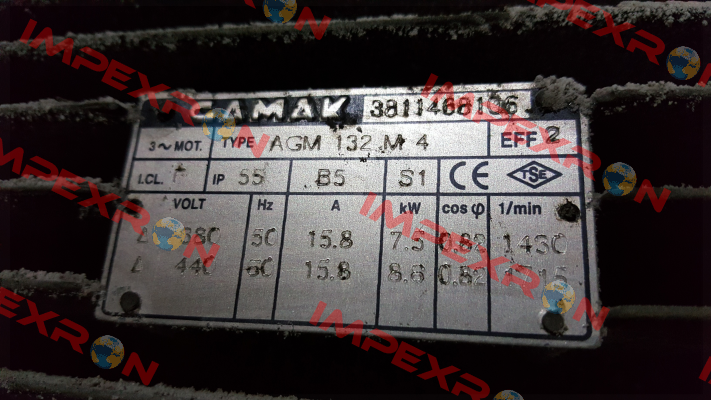 GAMAK 3811468106
3~MOT. TYPE AGM 132 M 4 EFF 2
I.CL. F IP 55 B5 S1 CE TSE
VOLT Hz A kW cos φ 1/min
Δ 380 50 15.8 7.5 0.82 1430
Δ 440 60 15.8 8.6 0.82
IMPEXRON
IMPEXRON
IMPEXRON
IMPEXRON
IMPEXRON